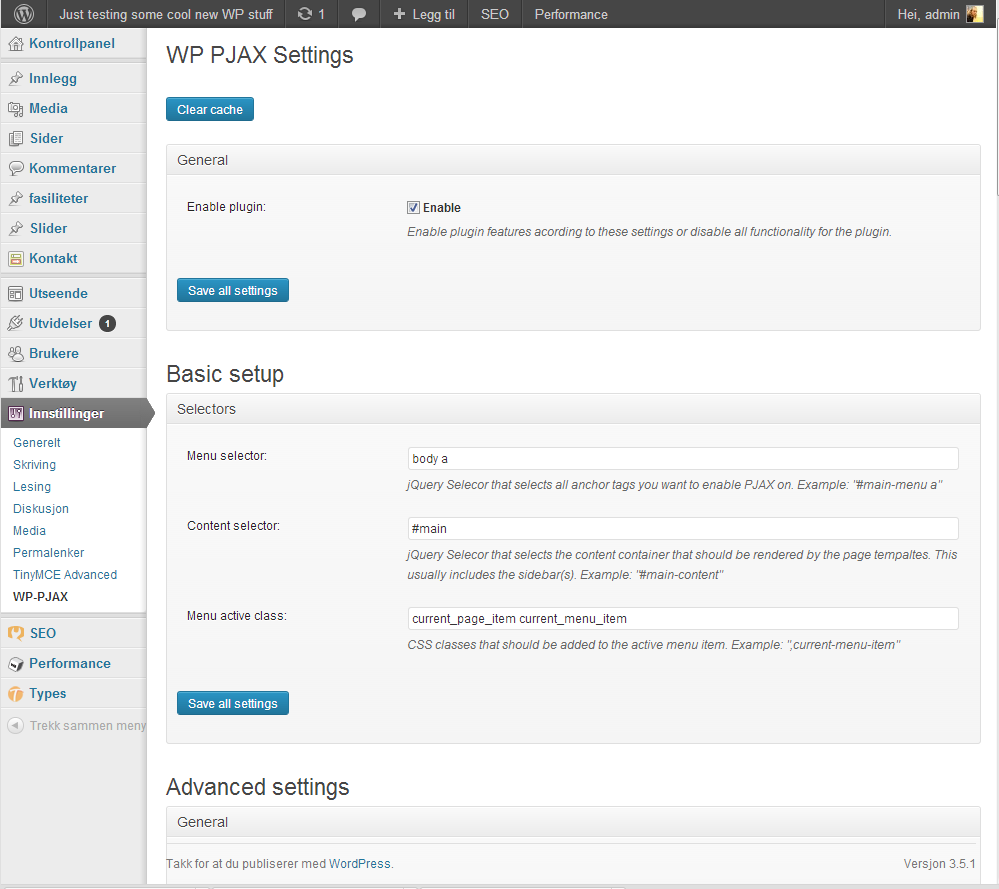 Just testing some cool new WP stuff 1 + Legg til SEO Performance Hei, admin
Kontrollpanel
Innlegg
Media
Sider
Kommentarer
fasiliteter
Slider
Kontakt
Utseende
Utvidelser 1
Brukere
Verktøy
Innstillinger
Generelt
Skriving
Lesing
Diskusjon
Media
Permalenker
TinyMCE Advanced
WP-PJAX
SEO
Performance
Types
Trekk sammen meny
WP PJAX Settings
Clear cache
General
Enable plugin:
Enable
Enable plugin features acording to these settings or disable all functionality for the plugin.
Save all settings
Basic setup
Selectors
Menu selector:
body a
jQuery Selecor that selects all anchor tags you want to enable PJAX on. Example: "#main-menu a"
Content selector:
#main
jQuery Selecor that selects the content container that should be rendered by the page tempaltes. This
usually includes the sidebar(s). Example: "#main-content"
Menu active class:
current_page_item current_menu_item
CSS classes that should be added to the active menu item. Example: ",current-menu-item"
Save all settings
Advanced settings
General
Takk for at du publiserer med WordPress. Versjon 3.5.1